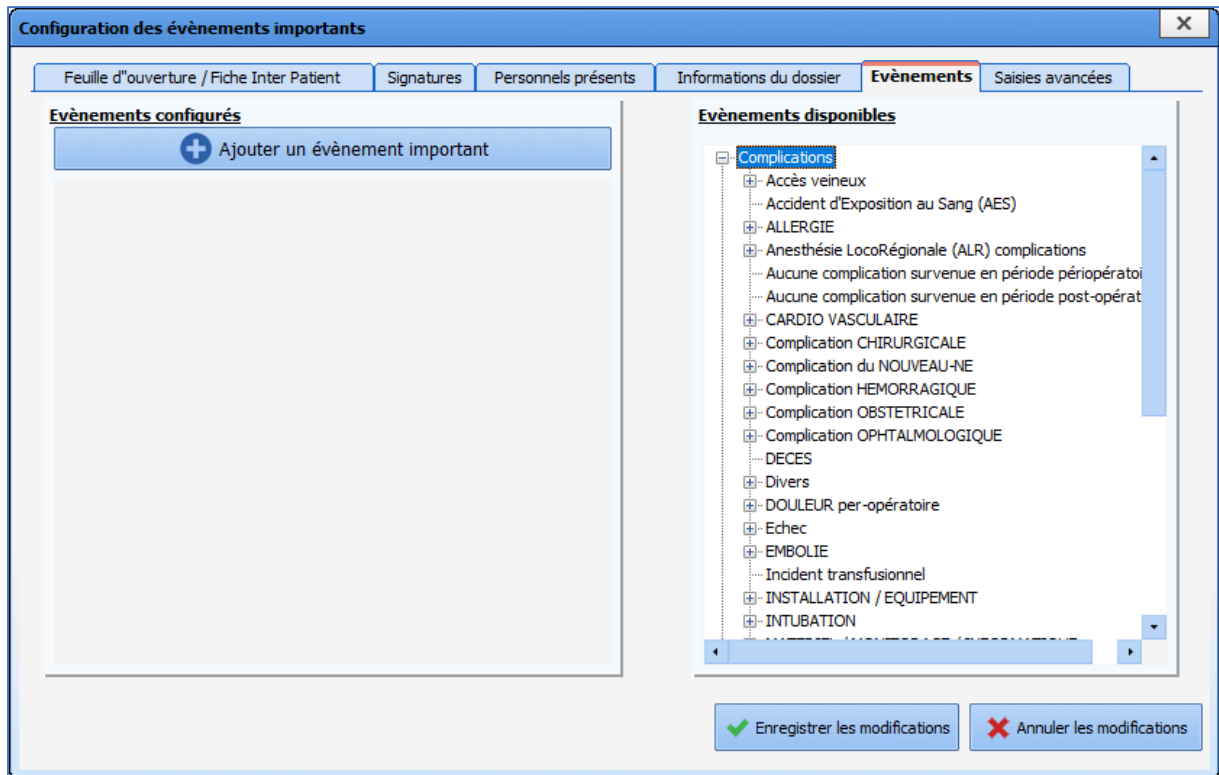 Configuration des évènements importants
Feuille d"ouverture / Fiche Inter Patient
Signatures
Personnels présents
Informations du dossier
Evènements
Saisies avancées
Evènements configurés
Ajouter un évènement important
Evènements disponibles
Complications
Accès veineux
Accident d'Exposition au Sang (AES)
ALLERGIE
Anesthésie LocoRégionale (ALR) complications
Aucune complication survenue en période périopératoi
Aucune complication survenue en période post-opérat
CARDIO VASCULAIRE
Complication CHIRURGICALE
Complication du NOUVEAU-NE
Complication HEMORRAGIQUE
Complication OBSTETRICALE
Complication OPHTALMOLOGIQUE
DECES
Divers
DOULEUR per-opératoire
Echec
EMBOLIE
Incident transfusionnel
INSTALLATION / EQUIPEMENT
INTUBATION
Enregistrer les modifications
Annuler les modifications